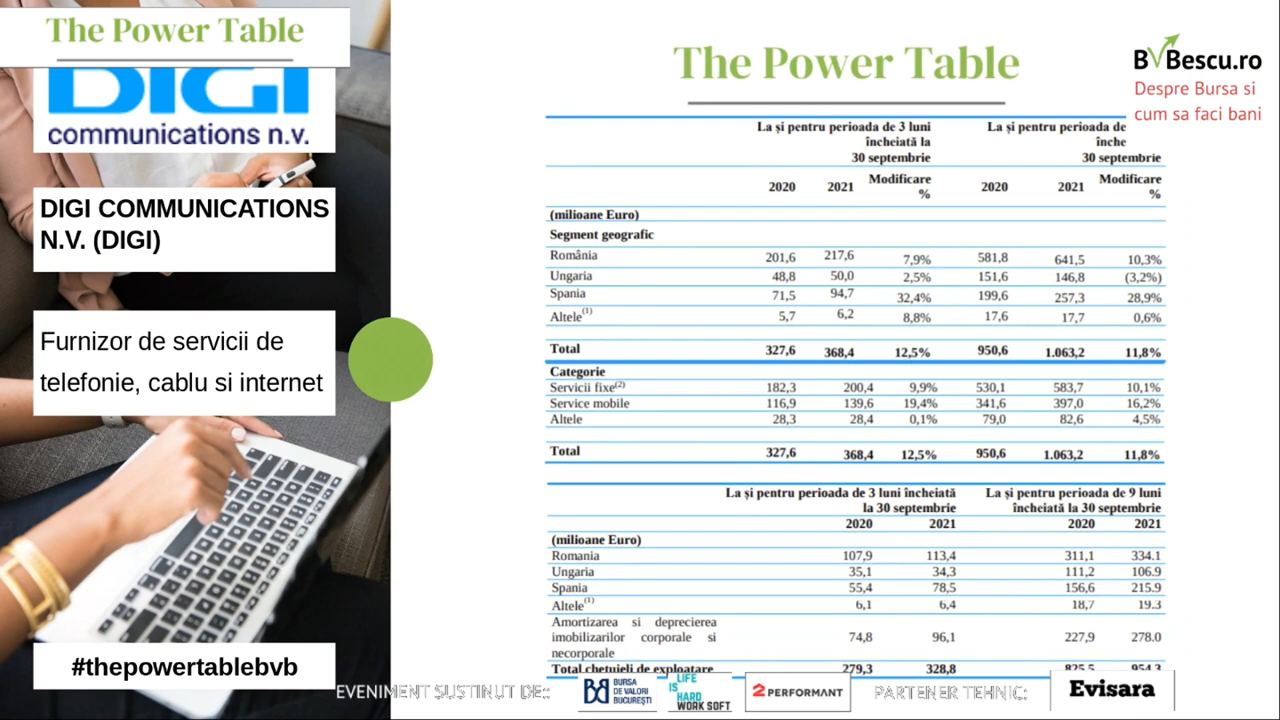 The Power Table
DIGI
communications n.v.
DIGI COMMUNICATIONS
N.V. (DIGI)
Furnizor de servicii de
telefonie, cablu si internet
#thepowertablebvb
The Power Table
BVBescu.ro
Despre Bursa si
cum sa faci bani
La și pentru perioada de 3 luni La și pentru perioada de
încheiată la înche
30 septembrie 30 septembrie
2020 2021 Modificare % 2020 2021 Modificare %
(milioane Euro)
Segment geografic
România 201,6 217,6 7,9% 581,8 641,5 10,3%
Ungaria 48,8 50,0 2,5% 151,6 146,8 (3,2%)
Spania 71,5 94,7 32,4% 199,6 257,3 28,9%
Altele(1) 5,7 6,2 8,8% 17,6 17,7 0,6%
Total 327,6 368,4 12,5% 950,6 1.063,2 11,8%
Categorie
Servicii fixe(2) 182,3 200,4 9,9% 530,1 583,7 10,1%
Service mobile 116,9 139,6 19,4% 341,6 397,0 16,2%
Altele 28,3 28,4 0,1% 79,0 82,6 4,5%
Total 327,6 368,4 12,5% 950,6 1.063,2 11,8%
La și pentru perioada de 3 luni încheiată La și pentru perioada de 9 luni
la 30 septembrie încheiată la 30 septembrie
2020 2021 2020 2021
(milioane Euro)
Romania 107,9 113,4 311,1 334.1
Ungaria 35,1 34,3 111,2 106.9
Spania 55,4 78,5 156,6 215.9
Altele(1) 6,1 6,4 18,7 19.3
Amortizarea si deprecierea
imobilizarilor corporale si 74,8 96,1 227,9 278.0
necorporale
Total cheltuieli de exploatare 279,3 328,8 825,5 954,3
EVENIMENT SUSTINUT DE:
BURSA
DE VALORI
BUCUREȘTI
LIFE
IS
HARD
WORK SOFT
2PERFORMANT
PARTENER TEHNIC:
Evisara